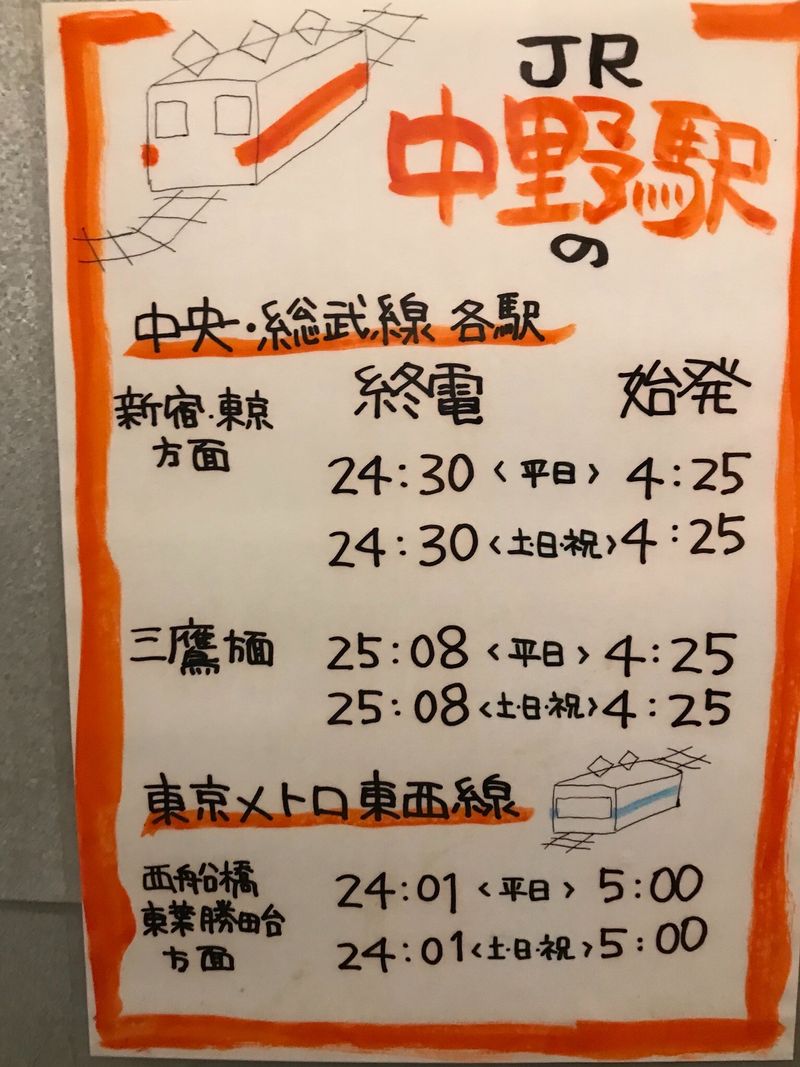 JR
中野駅
の
中央・総武線 各駅
終電 始発
新宿・東京
方面
24:30 〈平日〉 4:25
24:30 〈土・日・祝〉 4:25
三鷹方面 25:08 〈平日〉 4:25
25:08 〈土・日・祝〉 4:25
東京メトロ東西線
西船橋
東葉勝田台
方面
24:01 〈平日〉 5:00
24:01 〈土・日・祝〉 5:00